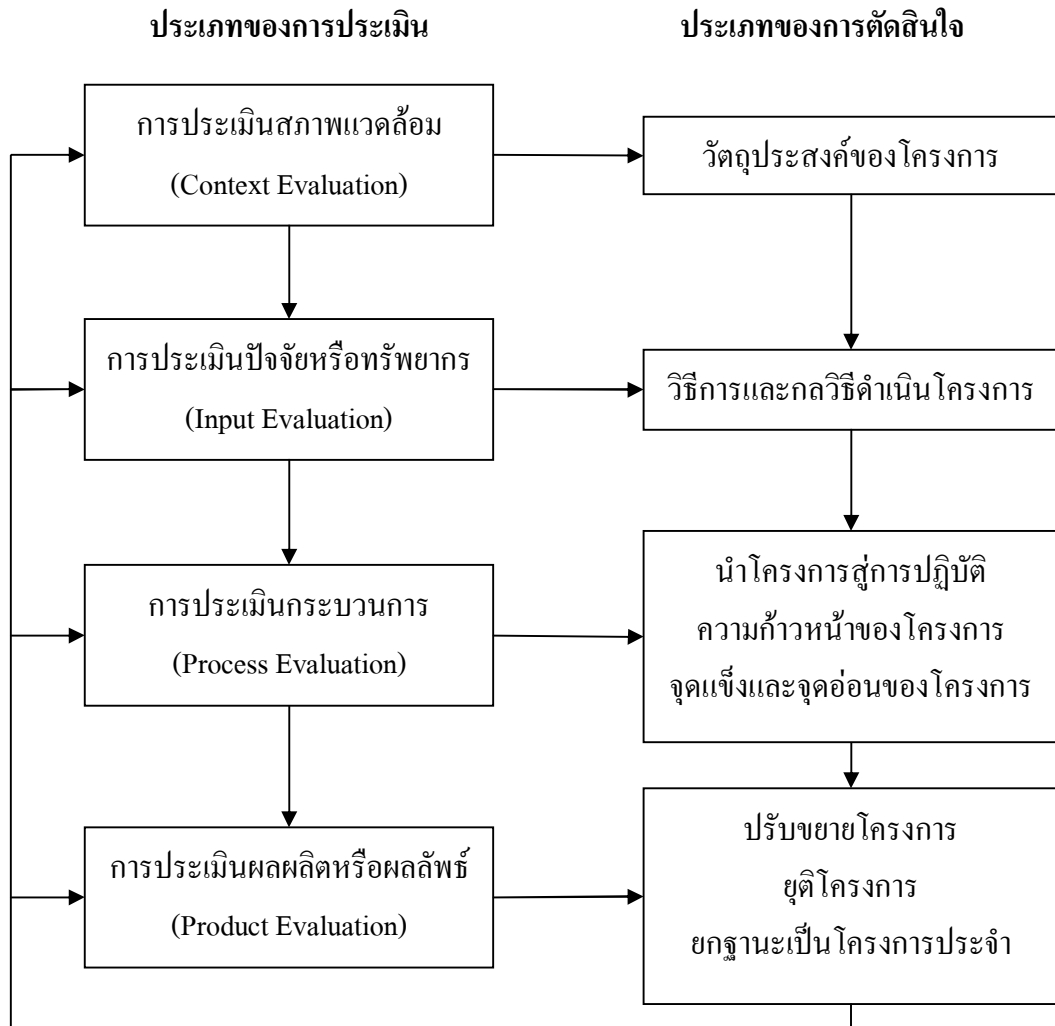 ประเภทของการประเมิน
ประเภทของการตัดสินใจ
การประเมินสภาพแวดล้อม
(Context Evaluation)
วัตถุประสงค์ของโครงการ
การประเมินปัจจัยหรือทรัพยากร
(Input Evaluation)
วิธีการและกลวิธีดำเนินโครงการ
การประเมินกระบวนการ
(Process Evaluation)
นำโครงการสู่การปฏิบัติ
ความก้าวหน้าของโครงการ
จุดแข็งและจุดอ่อนของโครงการ
การประเมินผลผลิตหรือผลลัพธ์
(Product Evaluation)
ปรับขยายโครงการ
ยุติโครงการ
ยกฐานะเป็นโครงการประจำ